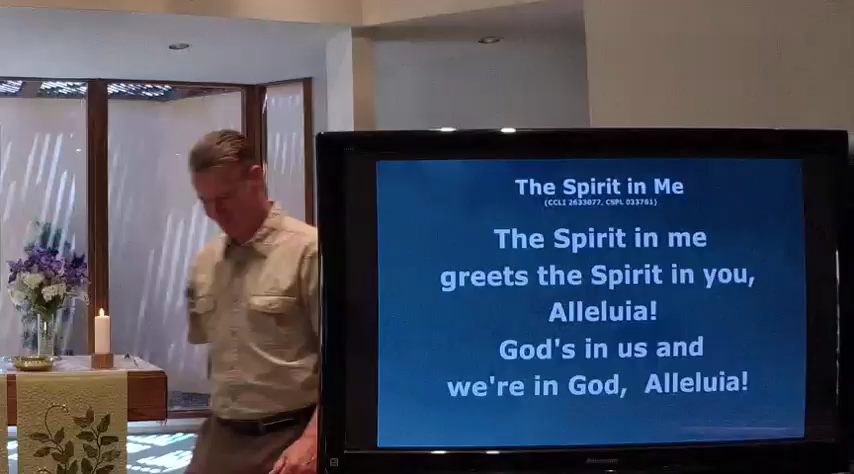 The Spirit in Me
(CCLI 2633077, CSPL 033761)
The Spirit in me
greets the Spirit in you,
Alleluia!
God's in us and
we're in God, Alleluia!